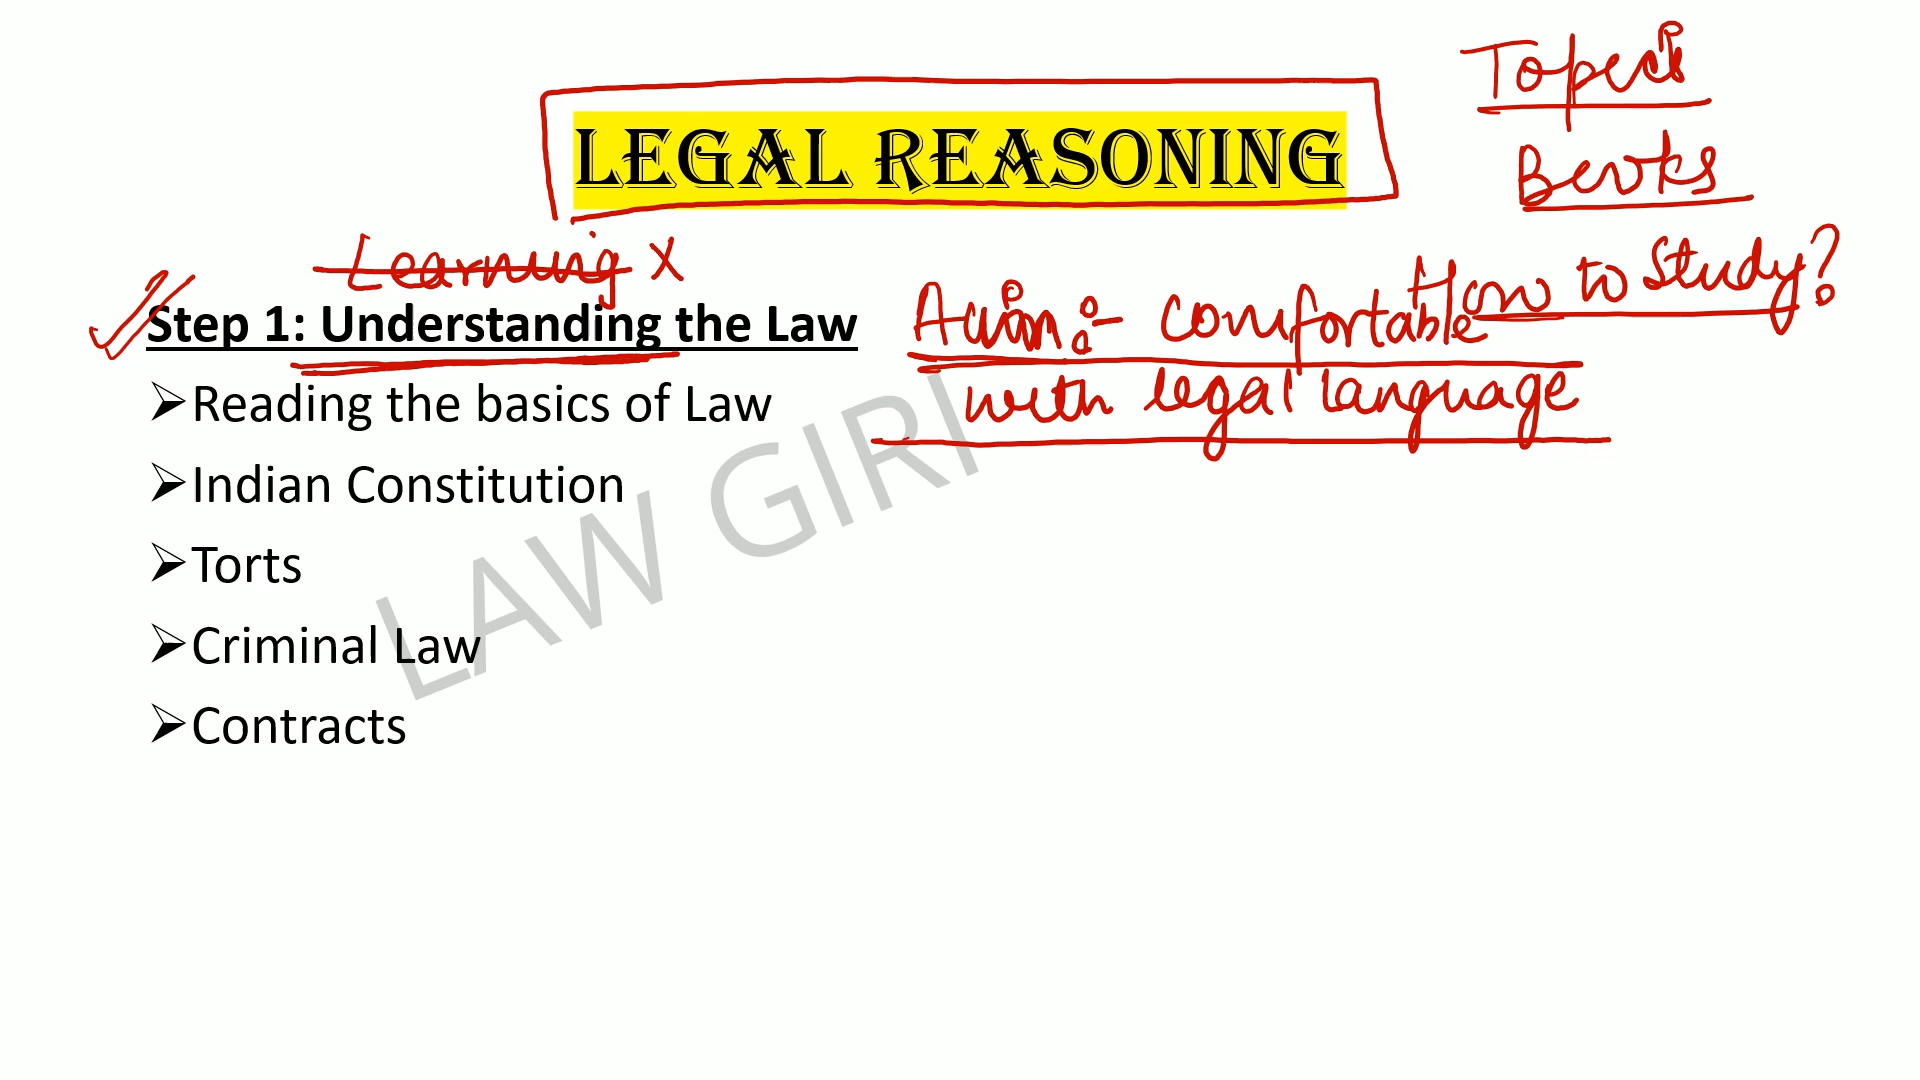 Topics
LEGAL REASONING
Books
Learning X
How to Study?
Step 1: Understanding the Law
Aim :- comfortable
with legal language
➢Reading the basics of Law
➢Indian Constitution
➢Torts
➢Criminal Law
➢Contracts
LAW GIRI